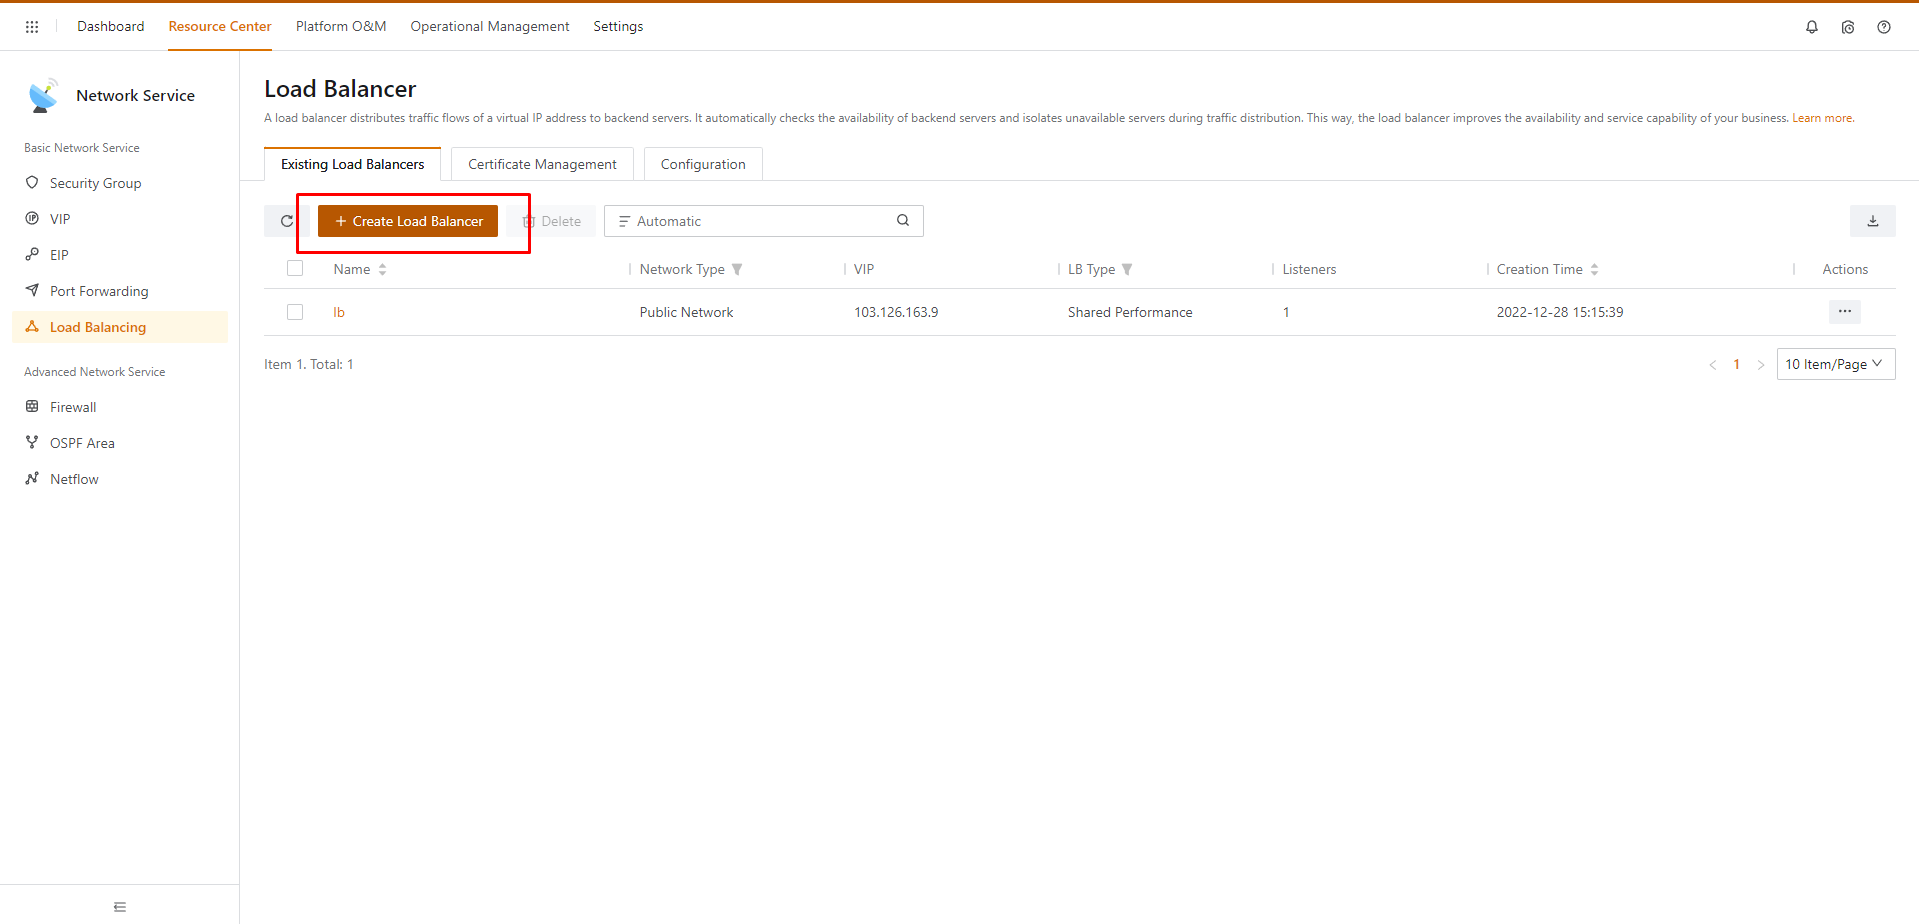 Dashboard Resource Center Platform O&M Operational Management Settings
Network Service
Basic Network Service
Security Group
VIP
EIP
Port Forwarding
Load Balancing
Advanced Network Service
Firewall
OSPF Area
Netflow
Load Balancer
A load balancer distributes traffic flows of a virtual IP address to backend servers. It automatically checks the availability of backend servers and isolates unavailable servers during traffic distribution. This way, the load balancer improves the availability and service capability of your business. Learn more.
Existing Load Balancers Certificate Management Configuration
+ Create Load Balancer Delete Automatic
Name Network Type VIP LB Type Listeners Creation Time Actions
lb Public Network 103.126.163.9 Shared Performance 1 2022-12-28 15:15:39 ...
Item 1. Total: 1 < 1 > 10 Item/Page